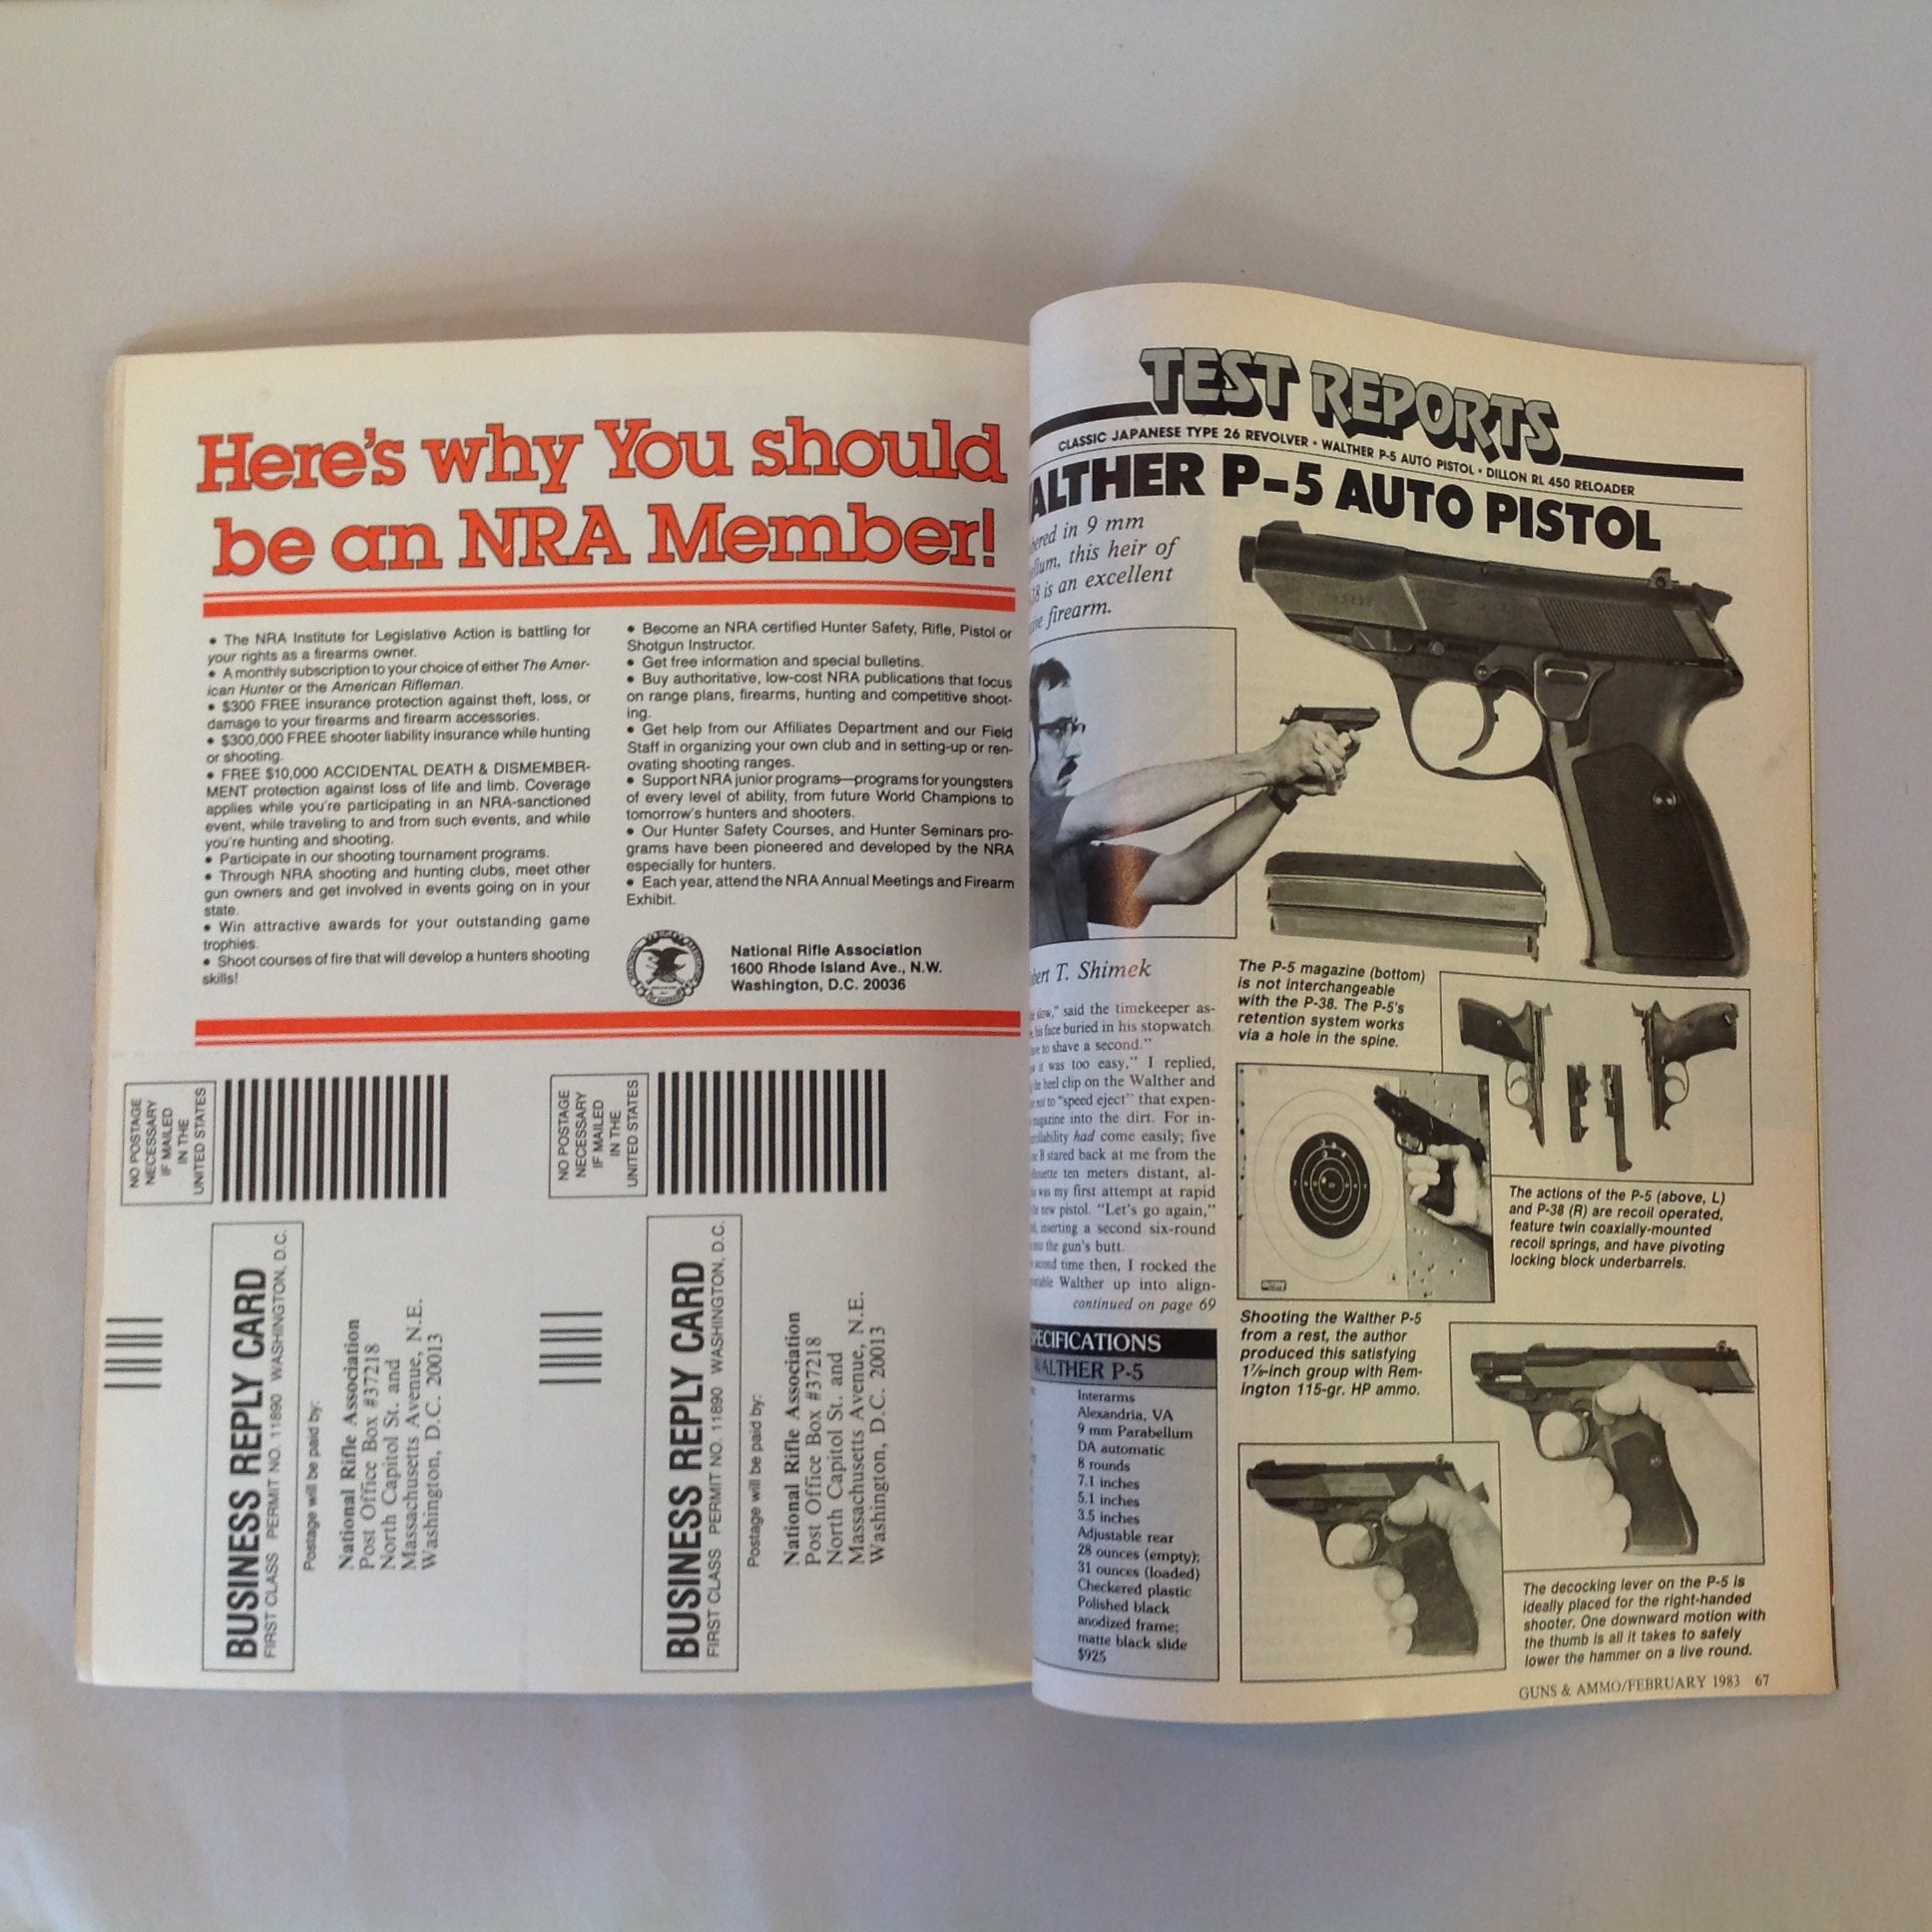 Here's why You should
be an NRA Member!
• The NRA Institute for Legislative Action is battling for
your rights as a firearms owner.
• A monthly subscription to your choice of either The Amer-
ican Hunter or the American Rifleman.
• $300 FREE insurance protection against theft, loss, or
damage to your firearms and firearm accessories.
• $300,000 FREE shooter liability insurance while hunting
or shooting.
• FREE $10,000 ACCIDENTAL DEATH & DISMEMBER-
MENT protection against loss of life and limb. Coverage
applies while you're participating in an NRA-sanctioned
event, while traveling to and from such events, and while
you're hunting and shooting.
• Participate in our shooting tournament programs.
• Through NRA shooting and hunting clubs, meet other
gun owners and get involved in events going on in your
state.
• Win attractive awards for your outstanding game
trophies.
• Shoot courses of fire that will develop a hunters shooting
skills!
• Become an NRA certified Hunter Safety, Rifle, Pistol or
Shotgun Instructor.
• Get free information and special bulletins.
• Buy authoritative, low-cost NRA publications that focus
on range plans, firearms, hunting and competitive shoot-
ing.
• Get help from our Affiliates Department and our Field
Staff in organizing your own club and in setting-up or ren-
ovating shooting ranges.
• Support NRA junior programs—programs for youngsters
of every level of ability, from future World Champions to
tomorrow's hunters and shooters.
• Our Hunter Safety Courses, and Hunter Seminars pro-
grams have been pioneered and developed by the NRA
especially for hunters.
• Each year, attend the NRA Annual Meetings and Firearm
Exhibit.
National Rifle Association
1600 Rhode Island Ave., N.W.
Washington, D.C. 20036
NO POSTAGE
NECESSARY
IF MAILED
IN THE
UNITED STATES
BUSINESS REPLY CARD
FIRST CLASS PERMIT NO. 11890 WASHINGTON, D.C.
Postage will be paid by:
National Rifle Association
Post Office Box #37218
North Capitol St. and
Massachusetts Avenue, N.E.
Washington, D.C. 20013
NO POSTAGE
NECESSARY
IF MAILED
IN THE
UNITED STATES
BUSINESS REPLY CARD
FIRST CLASS PERMIT NO. 11890 WASHINGTON, D.C.
Postage will be paid by:
National Rifle Association
Post Office Box #37218
North Capitol St. and
Massachusetts Avenue, N.E.
Washington, D.C. 20013
TEST REPORTS
CLASSIC JAPANESE TYPE 26 REVOLVER • WALTHER P-5 AUTO PISTOL • DILLON RL 450 RELOADER
ALTHER P-5 AUTO PISTOL
ered in 9 mm
llum, this heir of
38 is an excellent
firearm.
The P-5 magazine (bottom)
is not interchangeable
with the P-38. The P-5's
retention system works
via a hole in the spine.
bert T. Shimek
said the timekeeper as-
his face buried in his stopwatch.
to shave a second."
it was too easy," I replied,
the heel clip on the Walther and
not to "speed eject" that expen-
magazine into the dirt. For in-
had come easily; five
8 stared back at me from the
ten meters distant, al-
was my first attempt at rapid
new pistol. "Let's go again,"
inserting a second six-round
the gun's butt.
second time then, I rocked the
Walther up into align-
continued on page 69
The actions of the P-5 (above, L)
and P-38 (R) are recoil operated,
feature twin coaxially-mounted
recoil springs, and have pivoting
locking block underbarrels.
Shooting the Walther P-5
from a rest, the author
produced this satisfying
1⅞-inch group with Rem-
ington 115-gr. HP ammo.
PECIFICATIONS
WALTHER P-5
Interarms
Alexandria, VA
9 mm Parabellum
DA automatic
8 rounds
7.1 inches
5.1 inches
3.5 inches
Adjustable rear
28 ounces (empty);
31 ounces (loaded)
Checkered plastic
Polished black
anodized frame;
matte black slide
$925
The decocking lever on the P-5 is
ideally placed for the right-handed
shooter. One downward motion with
the thumb is all it takes to safely
lower the hammer on a live round.
GUNS & AMMO/FEBRUARY 1983 67